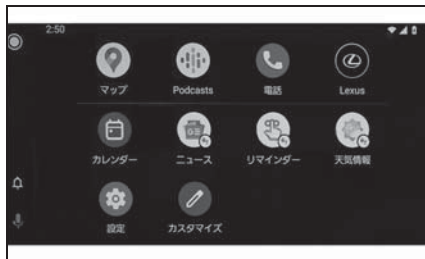 2:50
マップ Podcasts 電話 Lexus
GE
カレンダー ニュース リマインダー 天気情報
設定 カスタマイズ